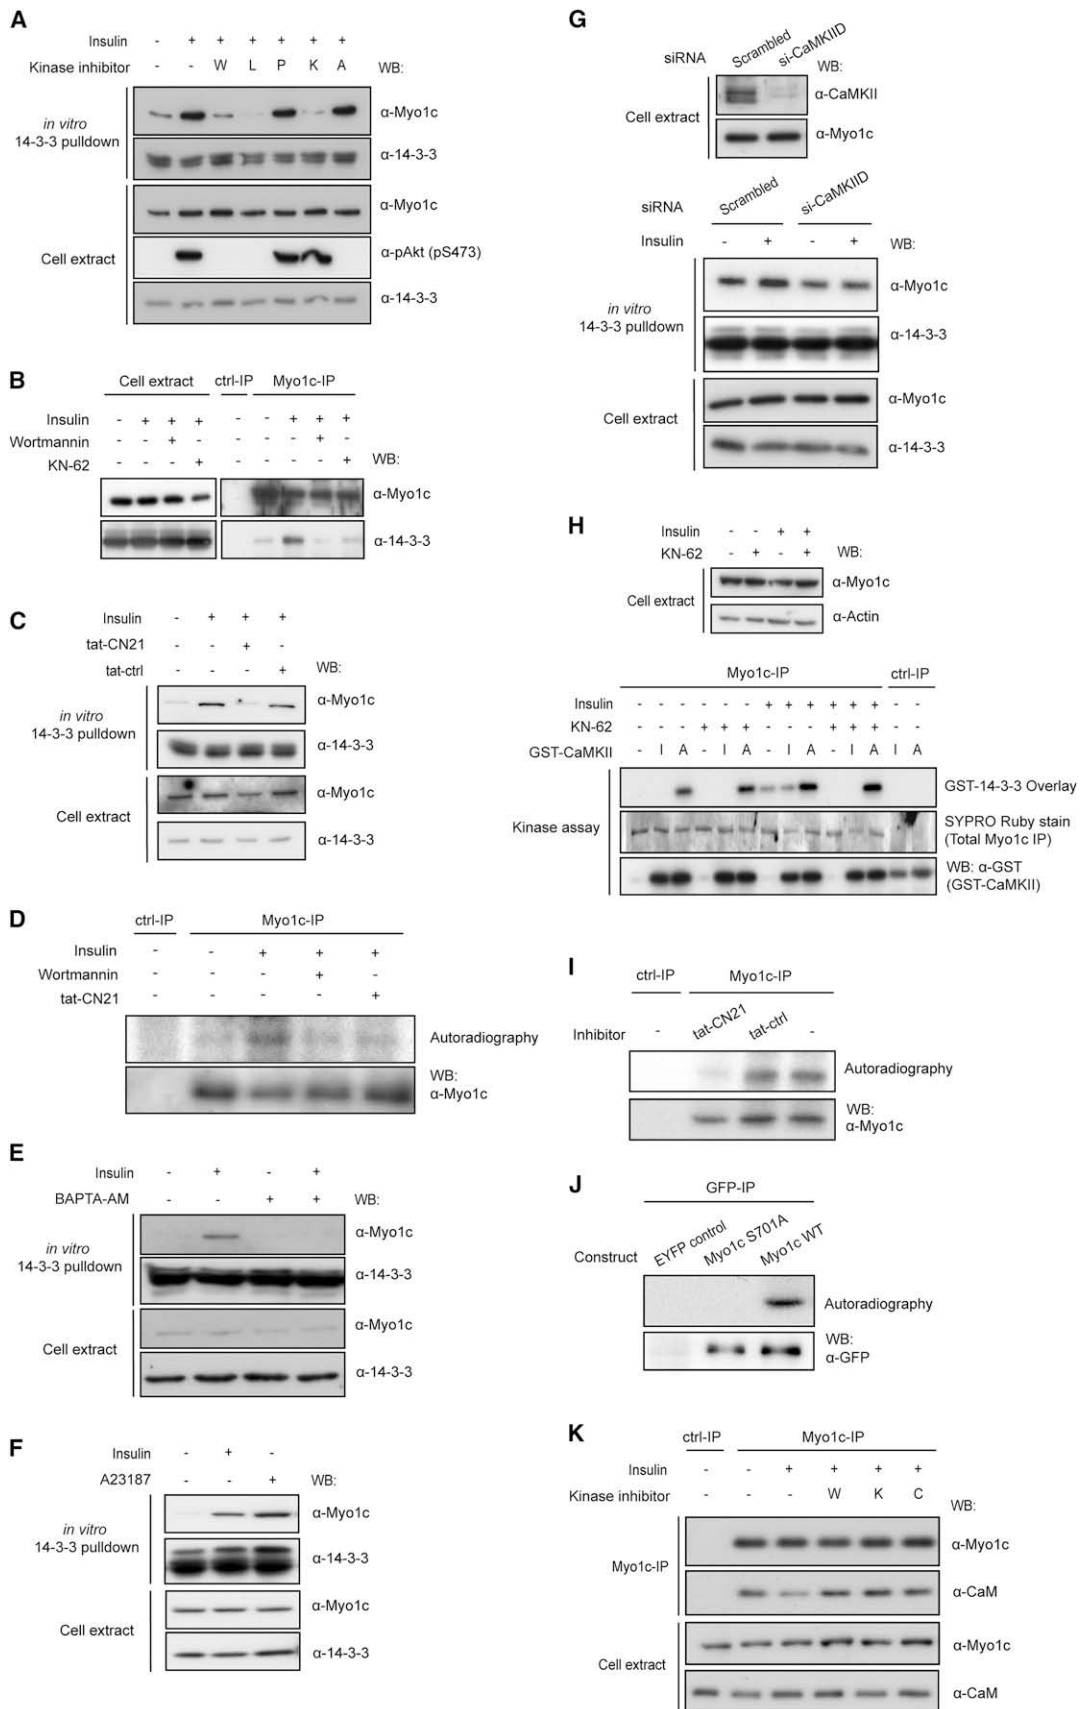 A
Insulin - + + + + + +
Kinase inhibitor - - W L P K A WB:
in vitro
14-3-3 pulldown
α-Myo1c
α-14-3-3
Cell extract
α-Myo1c
α-pAkt (pS473)
α-14-3-3
B
Cell extract ctrl-IP Myo1c-IP
Insulin - + + + - - + + +
Wortmannin - - + - - - - + -
KN-62 - - - + - - - - + WB:
α-Myo1c
α-14-3-3
C
Insulin - + + +
tat-CN21 - - + -
tat-ctrl - - - + WB:
in vitro
14-3-3 pulldown
α-Myo1c
α-14-3-3
Cell extract
α-Myo1c
α-14-3-3
D
ctrl-IP Myo1c-IP
Insulin - - + + +
Wortmannin - - - + -
tat-CN21 - - - - +
Autoradiography
WB:
α-Myo1c
E
Insulin - + - +
BAPTA-AM - - + + WB:
in vitro
14-3-3 pulldown
α-Myo1c
α-14-3-3
Cell extract
α-Myo1c
α-14-3-3
F
Insulin - + -
A23187 - - + WB:
in vitro
14-3-3 pulldown
α-Myo1c
α-14-3-3
Cell extract
α-Myo1c
α-14-3-3
G
siRNA Scrambled si-CaMKIID
WB:
Cell extract
α-CaMKII
α-Myo1c
siRNA Scrambled si-CaMKIID
Insulin - + - + WB:
in vitro
14-3-3 pulldown
α-Myo1c
α-14-3-3
Cell extract
α-Myo1c
α-14-3-3
H
Insulin - - + +
KN-62 - + - + WB:
Cell extract
α-Myo1c
α-Actin
Myo1c-IP ctrl-IP
Insulin - - - - - - + + + + + + - -
KN-62 - - - + + + - - - + + + - -
GST-CaMKII - I A - I A - I A - I A I A
Kinase assay
GST-14-3-3 Overlay
SYPRO Ruby stain
(Total Myo1c IP)
WB: α-GST
(GST-CaMKII)
I
ctrl-IP Myo1c-IP
Inhibitor - tat-CN21 tat-ctrl -
Autoradiography
WB:
α-Myo1c
J
GFP-IP
Construct EYFP control Myo1c S701A Myo1c WT
Autoradiography
WB:
α-GFP
K
ctrl-IP Myo1c-IP
Insulin - - + + + +
Kinase inhibitor - - - W K C WB:
Myo1c-IP
α-Myo1c
α-CaM
Cell extract
α-Myo1c
α-CaM